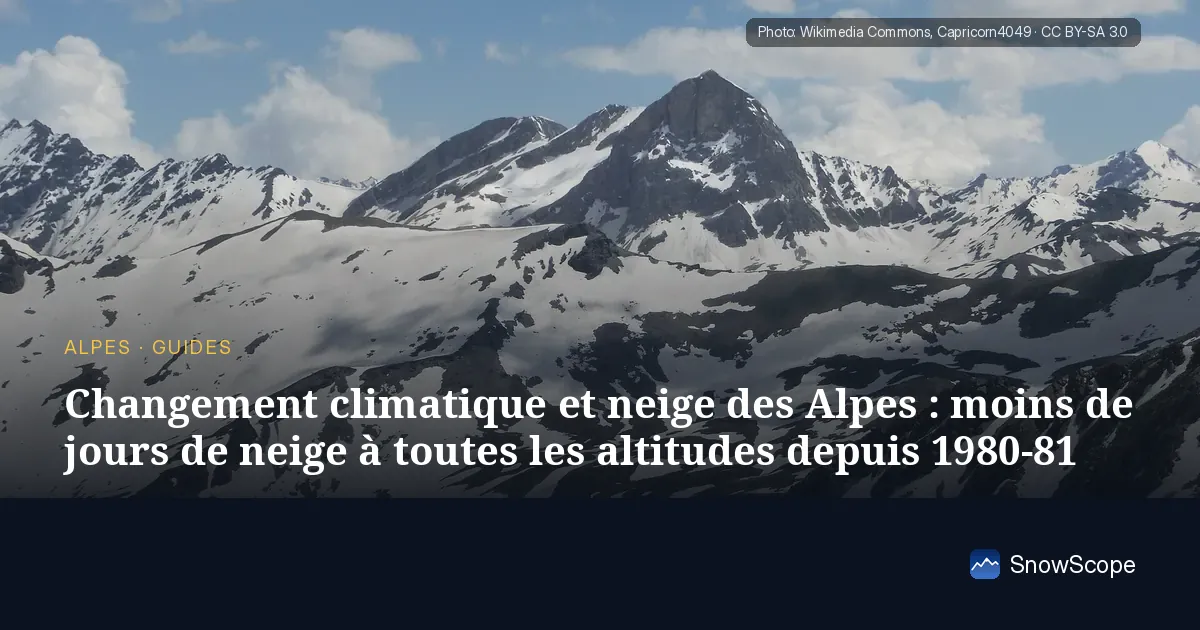 Photo: Wikimedia Commons, Capricorn4049 · CC BY-SA 3.0
ALPES · GUIDES
Changement climatique et neige des Alpes : moins de
jours de neige à toutes les altitudes depuis 1980-81
SnowScope